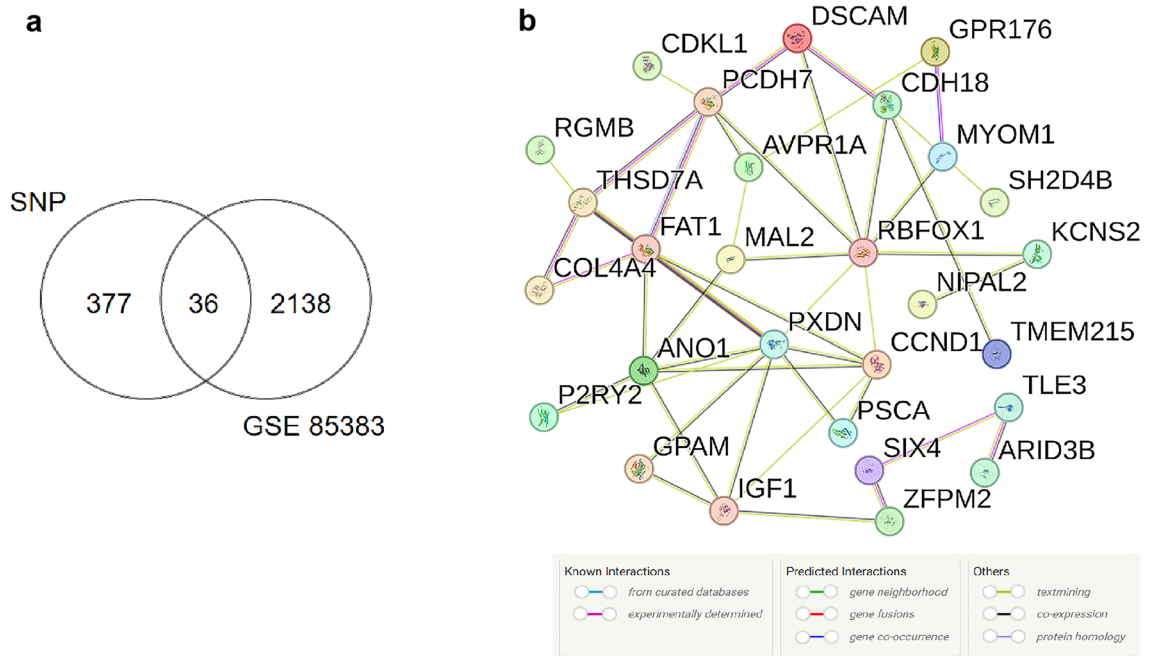 a
SNP
377
36
2138
GSE 85383
b
DSCAM
GPR176
CDKL1
PCDH7
CDH18
RGMB
AVPR1A
MYOM1
THSD7A
SH2D4B
FAT1
MAL2
RBFOX1
KCNS2
COL4A4
NIPAL2
PXDN
ANO1
CCND1
TMEM215
P2RY2
PSCA
TLE3
GPAM
SIX4
ARID3B
IGF1
ZFPM2
Known Interactions
from curated databases
experimentally determined
Predicted Interactions
gene neighborhood
gene fusions
gene co-occurrence
Others
textmining
co-expression
protein homology